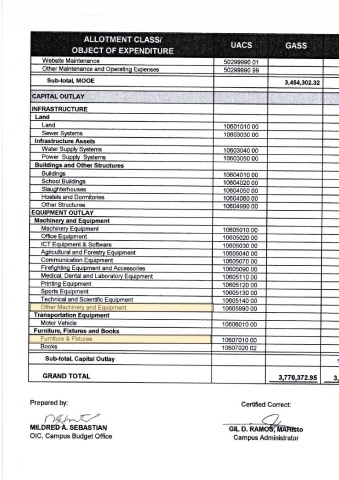 ALLOTMENT CLASS/
OBJECT OF EXPENDITURE UACS GASS
Website Maintenance 50299990 01
Other Maintenance and Operating Expenses 50299990 99
Sub-total, MOOE 3,454,302.32
CAPITAL OUTLAY
INFRASTRUCTURE
Land
Land 10601010 00
Sewer Systems 10603030 00
Infrastructure Assets
Water Supply Systems 10603040 00
Power Supply Systems 10603050 00
Buildings and Other Structures
Buildings 10604010 00
School Buildings 10604020 00
Slaughterhouses 10604050 00
Hostels and Dormitories 10604060 00
Other Structures 10604990 00
EQUIPMENT OUTLAY
Machinery and Equipment
Machinery Equipment 10605010 00
Office Equipment 10605020 00
ICT Equipment & Software 10605030 00
Agricultural and Forestry Equipment 10605040 00
Communication Equipment 10605070 00
Firefighting Equipment and Accessories 10605090 00
Medical, Dental and Laboratory Equipment 10605110 00
Printing Equipment 10605120 00
Sports Equipment 10605130 00
Technical and Scientific Equipment 10605140 00
Other Machinery and Equipment 10605990 00
Transportation Equipment
Motor Vehicle 10606010 00
Furniture, Fixtures and Books
Furniture & Fixtures 10607010 00
Books 10607020 02
Sub-total, Capital Outlay
GRAND TOTAL 3,770,372.95 3,
Prepared by: Certified Correct:
MILDRED A. SEBASTIAN GIL D. RAMOS, MAHisto
OIC, Campus Budget Office Campus Administrator